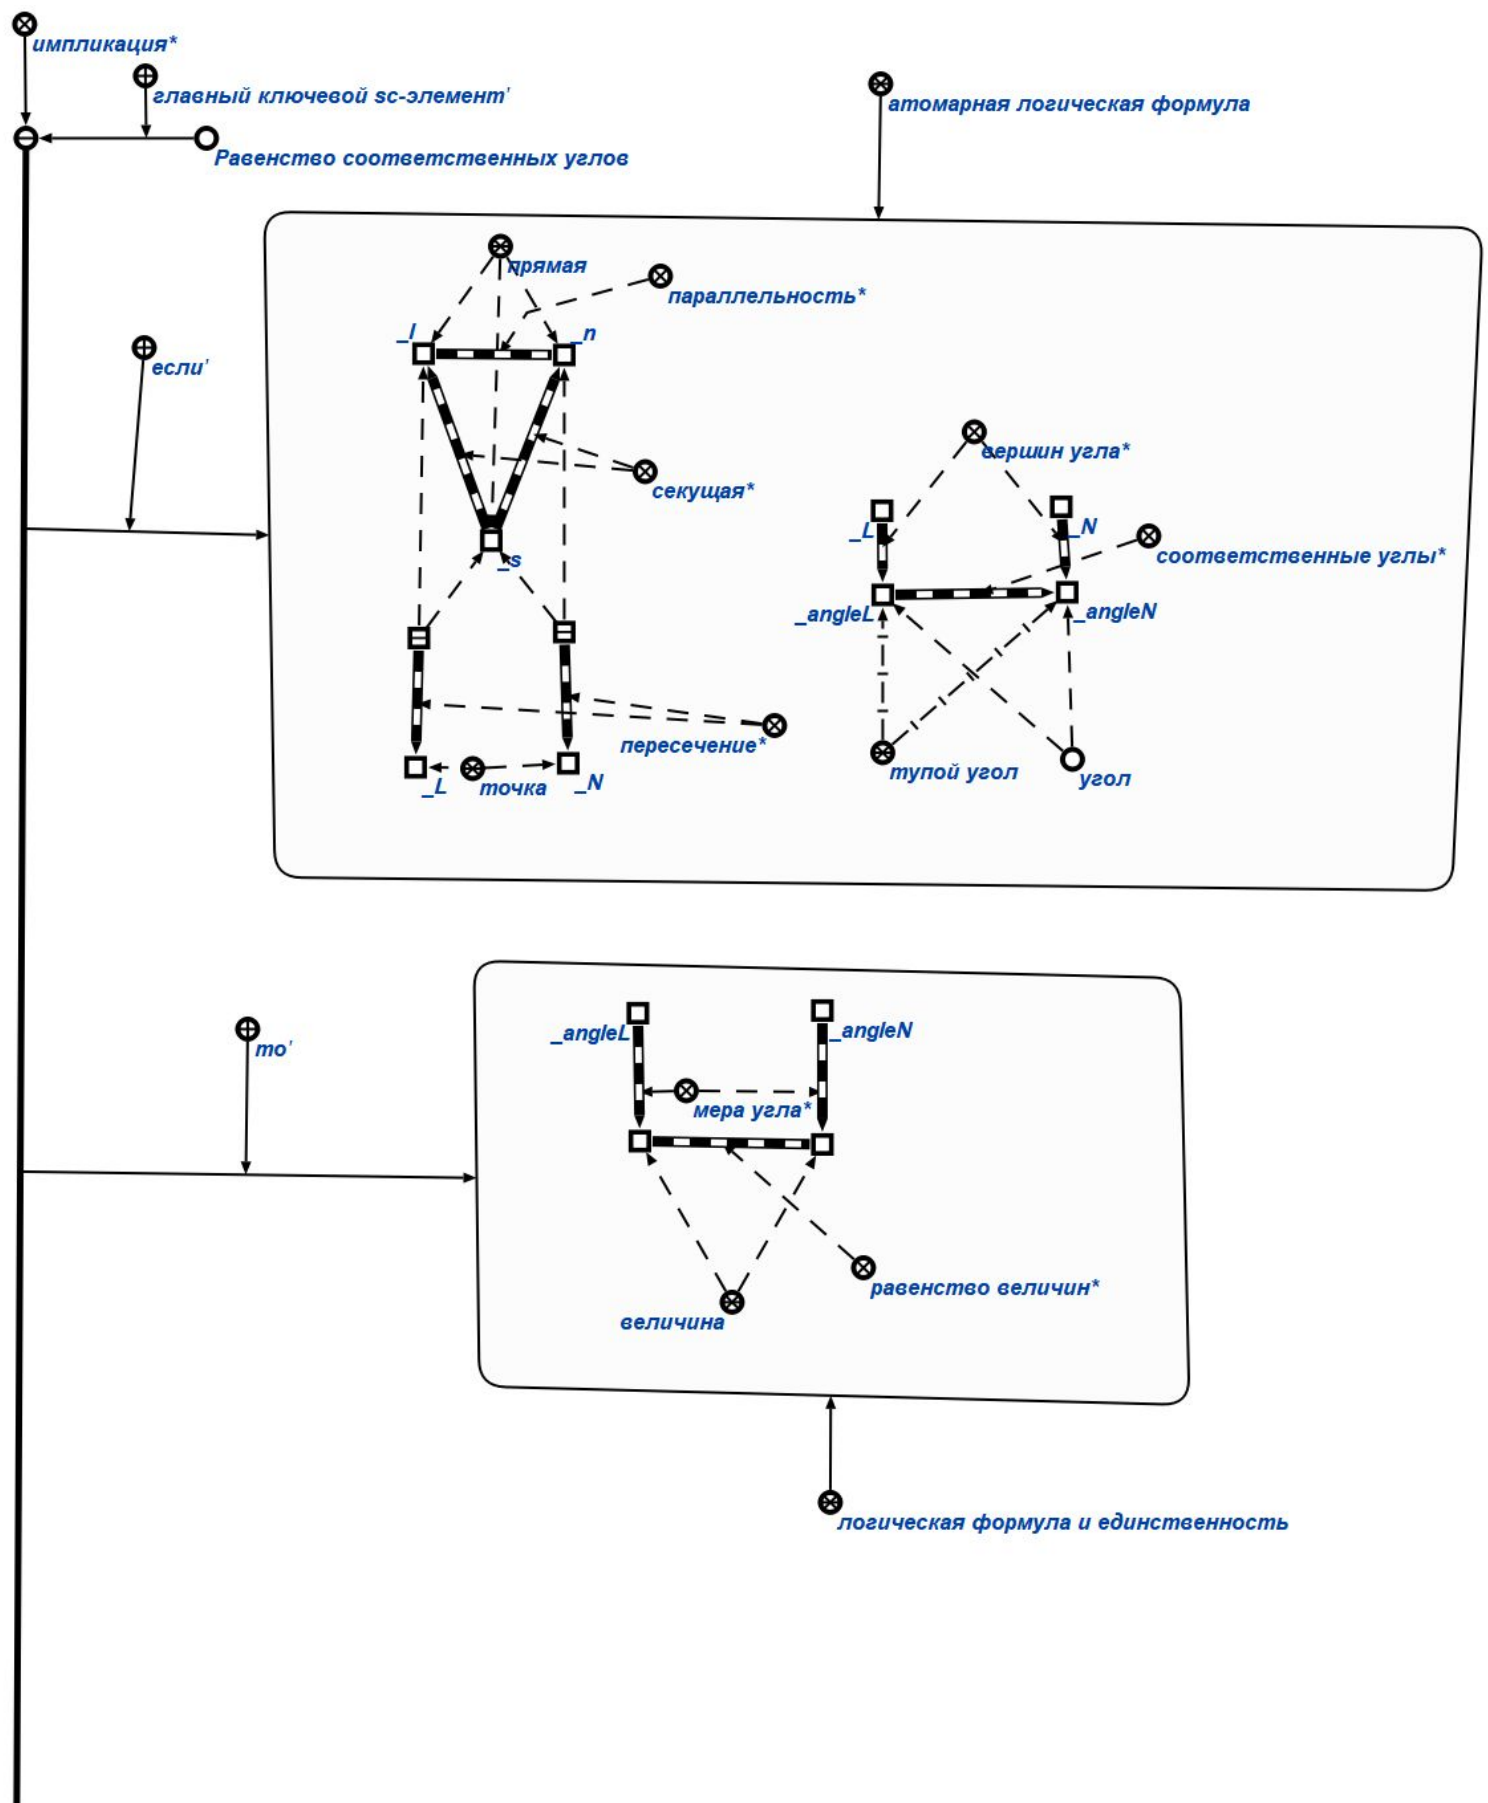 импликация*
главный ключевой sc-элемент'
атомарная логическая формула
Равенство соответственных углов
прямая
параллельность*
_l
_n
если'
вершин угла*
секущая*
_L
_N
соответственные углы*
_s
_angleL
_angleN
пересечение*
тупой угол
угол
_L
точка
_N
_angleL
_angleN
то'
мера угла*
равенство величин*
величина
логическая формула и единственность